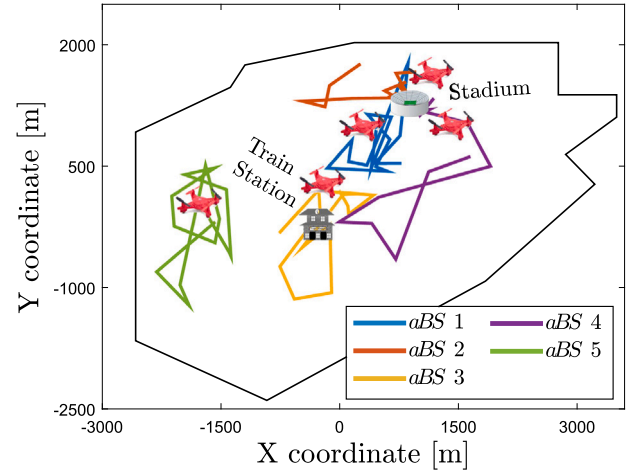 2000
500
-1000
-2500
Y coordinate [m]
-3000
-1500
0
1500
3000
X coordinate [m]
Stadium
Train
Station
aBS 1
aBS 2
aBS 3
aBS 4
aBS 5